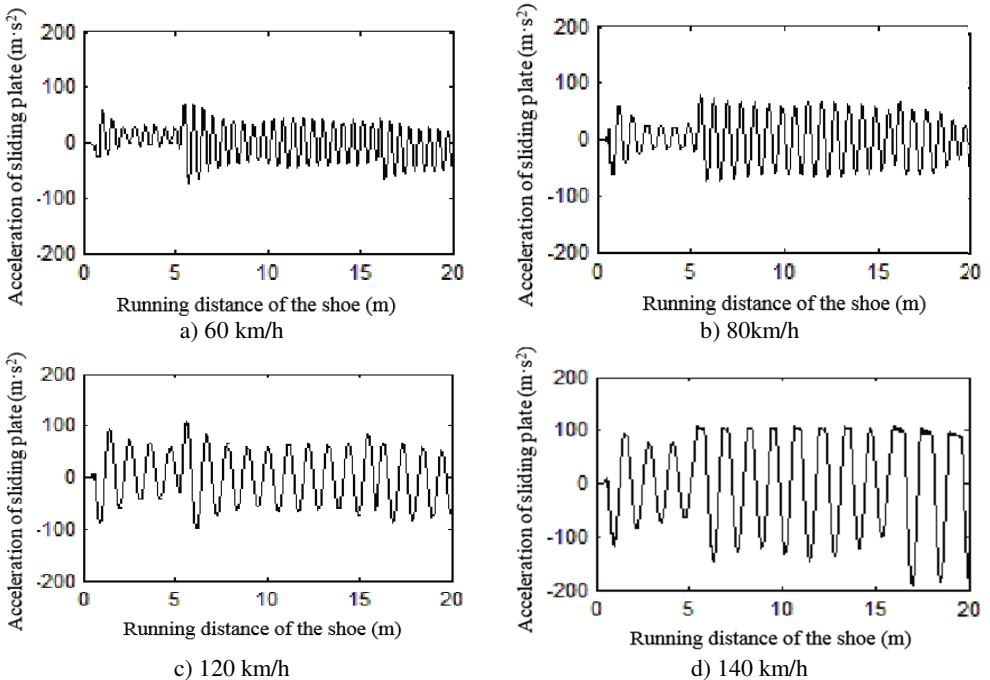 Acceleration of sliding plate (m·s²)
200
100
0
-100
-200
0 5 10 15 20
Running distance of the shoe (m)
a) 60 km/h
Acceleration of sliding plate (m·s²)
200
100
0
-100
-200
0 5 10 15 20
Running distance of the shoe (m)
b) 80km/h
Acceleration of sliding plate (m·s²)
200
100
0
-100
-200
0 5 10 15 20
Running distance of the shoe (m)
c) 120 km/h
Acceleration of sliding plate (m·s²)
200
100
0
-100
-200
0 5 10 15 20
Running distance of the shoe (m)
d) 140 km/h